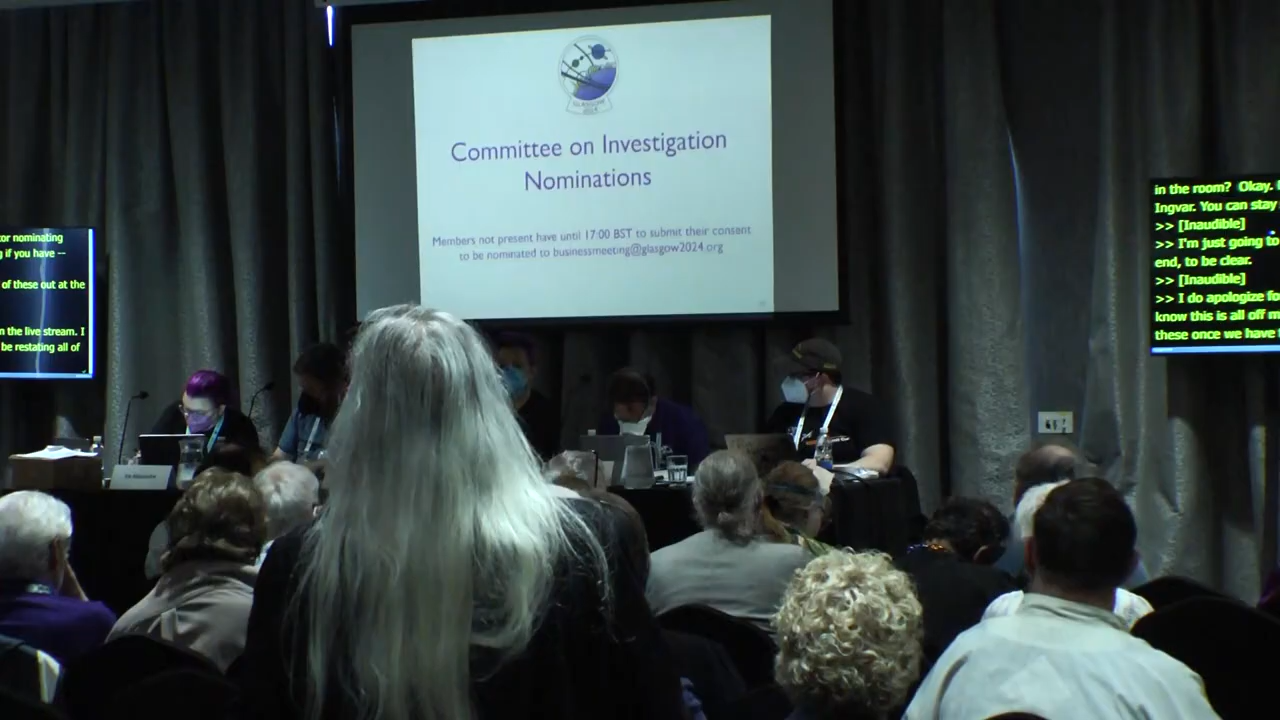 GLASGOW
2024
Committee on Investigation
Nominations
Members not present have until 17:00 BST to submit their consent
to be nominated to businessmeeting@glasgow2024.org
tor nominating
g if you have --
of these out at the
n the live stream. I
be restating all of
in the room? Okay.
Ingvar. You can stay
>> [Inaudible]
>> I'm just going to
end, to be clear.
>> [Inaudible]
>> I do apologize fo
know this is all off m
these once we have